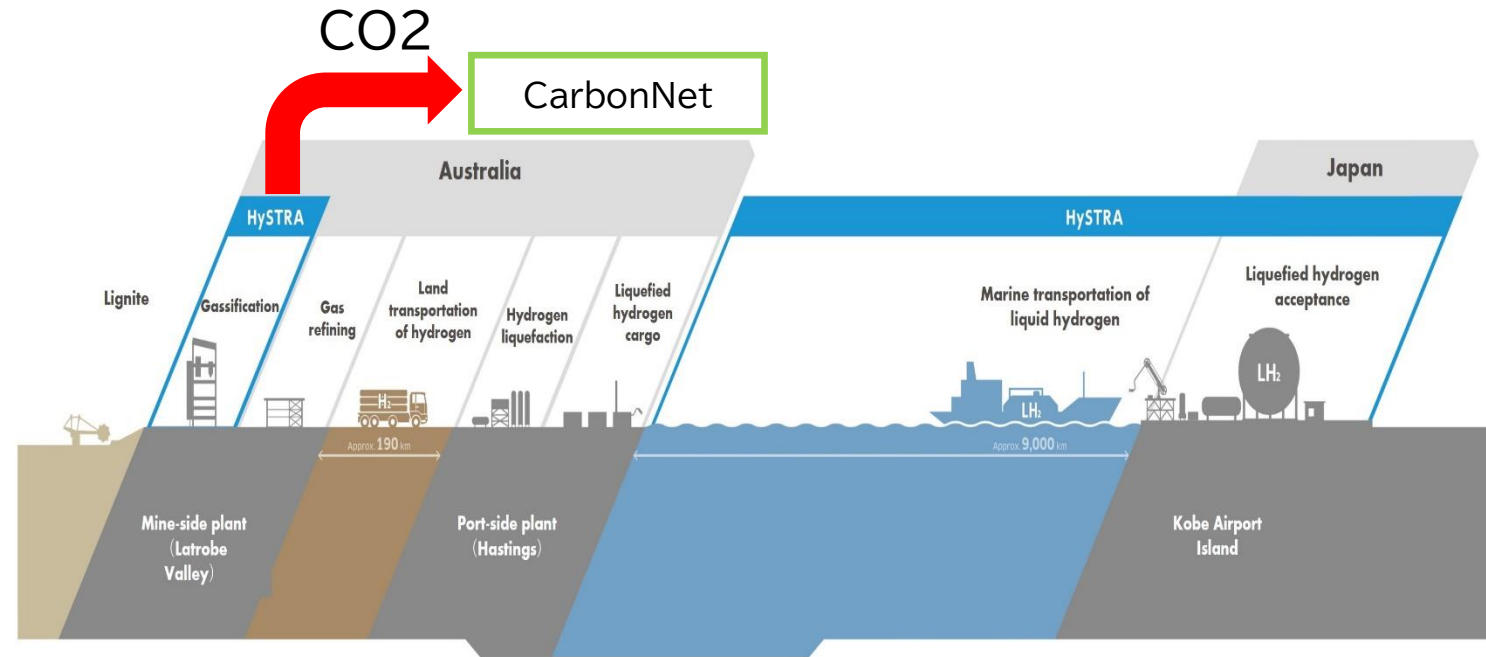 CO2
CarbonNet
Australia
Japan
HySTRA
HySTRA
Lignite
Gassification
Gas
refining
Land
transportation
of hydrogen
Hydrogen
liquefaction
Liquefied
hydrogen
cargo
Marine transportation of
liquid hydrogen
Liquefied hydrogen
acceptance
H₂
LH₂
LH₂
Approx. 190 km
Approx. 9,000 km
Mine-side plant
(Latrobe
Valley)
Port-side plant
(Hastings)
Kobe Airport
Island